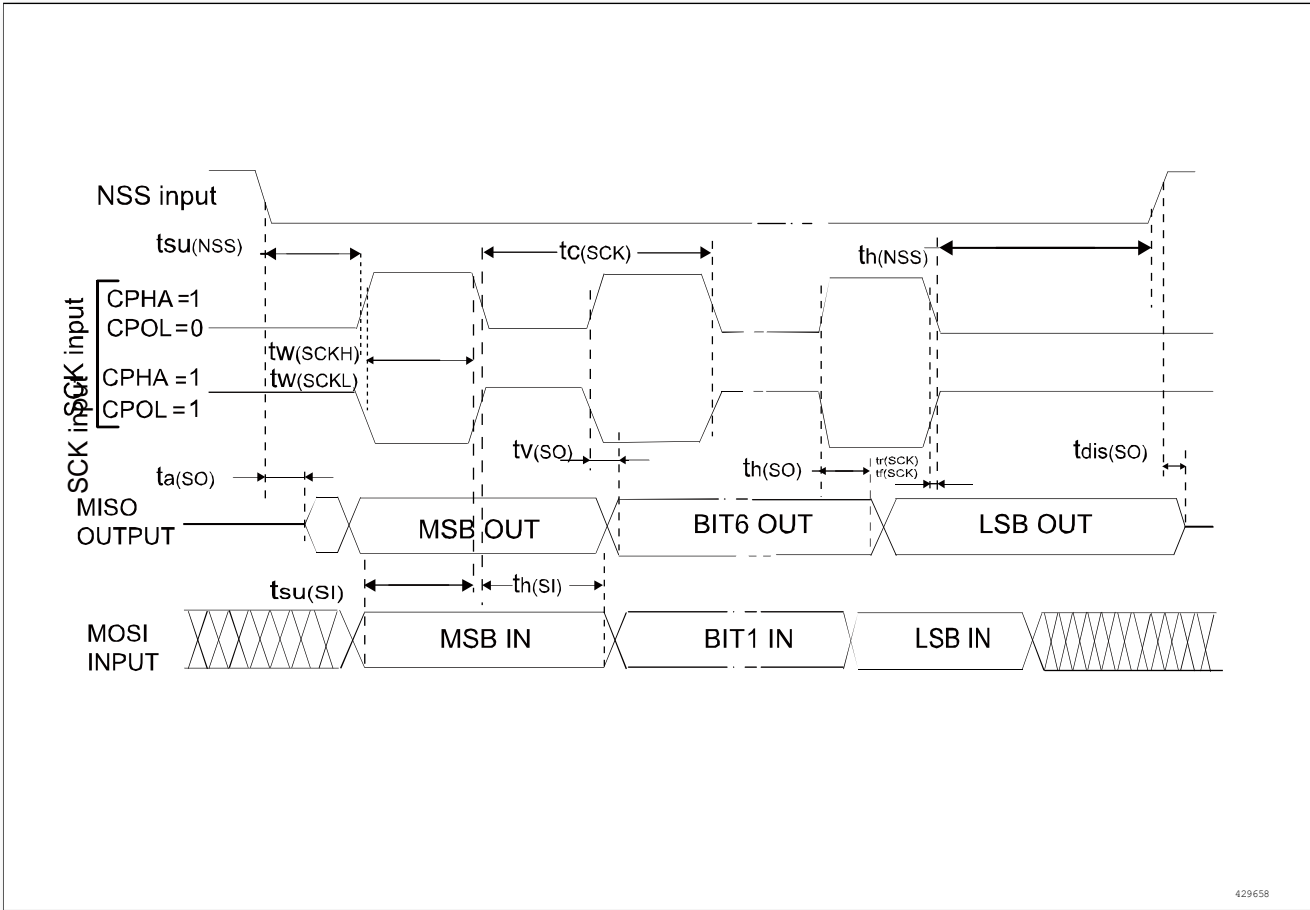 NSS input
tsu(NSS)
tc(SCK)
th(NSS)
SCK input
SCK input
CPHA =1
CPOL=0
tw(SCKH)
tw(SCKL)
CPHA =1
CPOL =1
tv(SO)
th(SO)
tr(SCK)
tf(SCK)
tdis(SO)
ta(SO)
MISO
OUTPUT
MSB OUT
BIT6 OUT
LSB OUT
tsu(SI)
th(SI)
MOSI
INPUT
MSB IN
BIT1 IN
LSB IN
429658